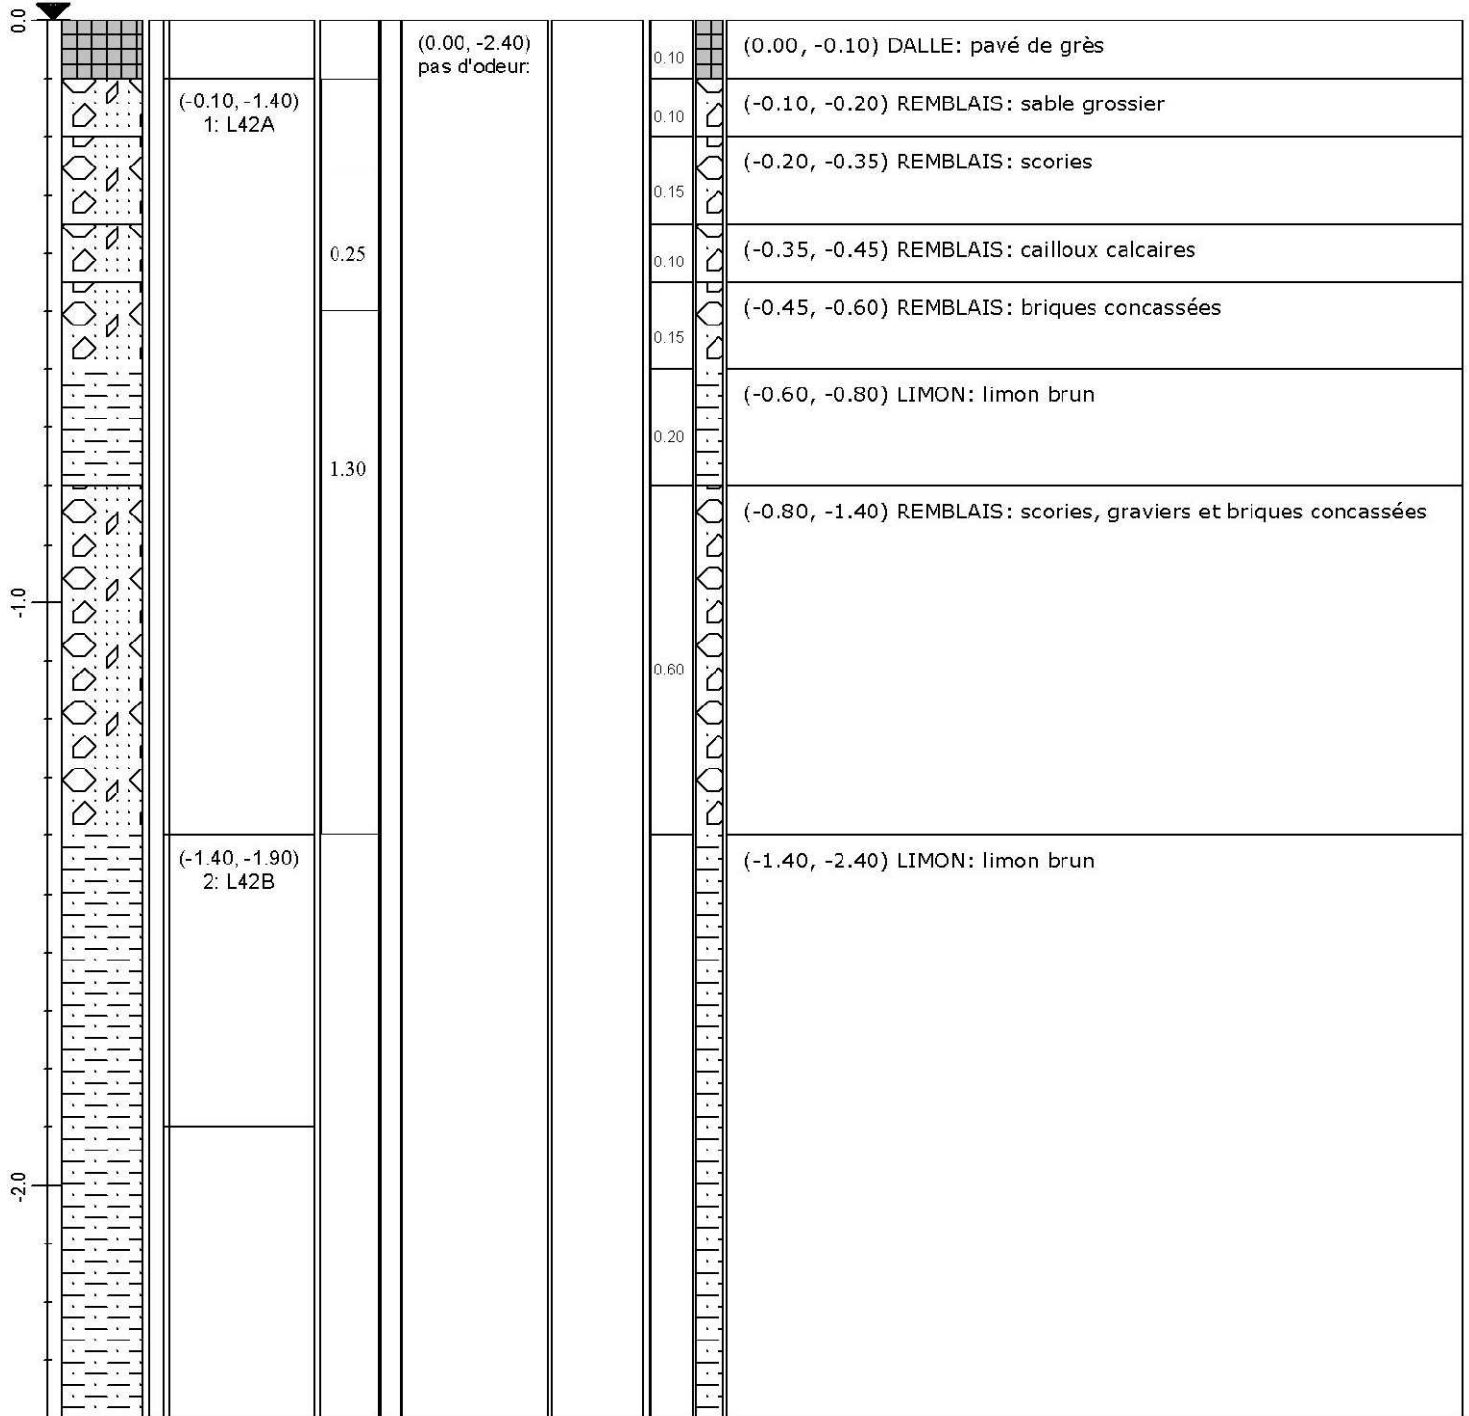 0.0
(0.00, -2.40)
pas d'odeur:
0.10
(0.00, -0.10) DALLE: pavé de grès
(-0.10, -1.40)
1: L42A
0.10
(-0.10, -0.20) REMBLAIS: sable grossier
0.15
(-0.20, -0.35) REMBLAIS: scories
0.25
0.10
(-0.35, -0.45) REMBLAIS: cailloux calcaires
0.15
(-0.45, -0.60) REMBLAIS: briques concassées
0.20
(-0.60, -0.80) LIMON: limon brun
1.30
(-0.80, -1.40) REMBLAIS: scories, graviers et briques concassées
-1.0
0.60
(-1.40, -1.90)
2: L42B
(-1.40, -2.40) LIMON: limon brun
-2.0